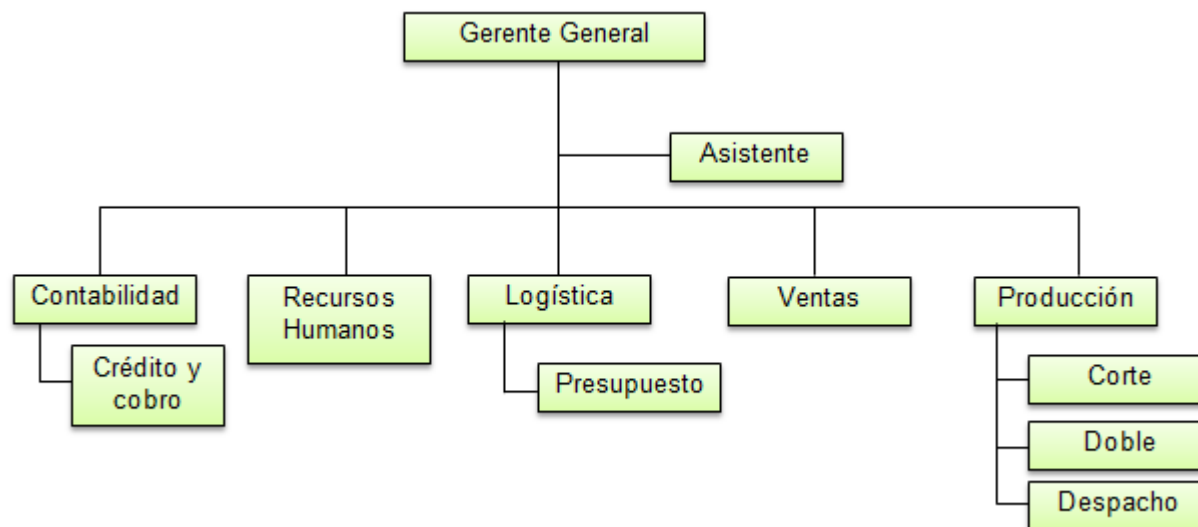 Gerente General
Asistente
Contabilidad
Recursos
Humanos
Logística
Ventas
Producción
Crédito y
cobro
Presupuesto
Corte
Doble
Despacho